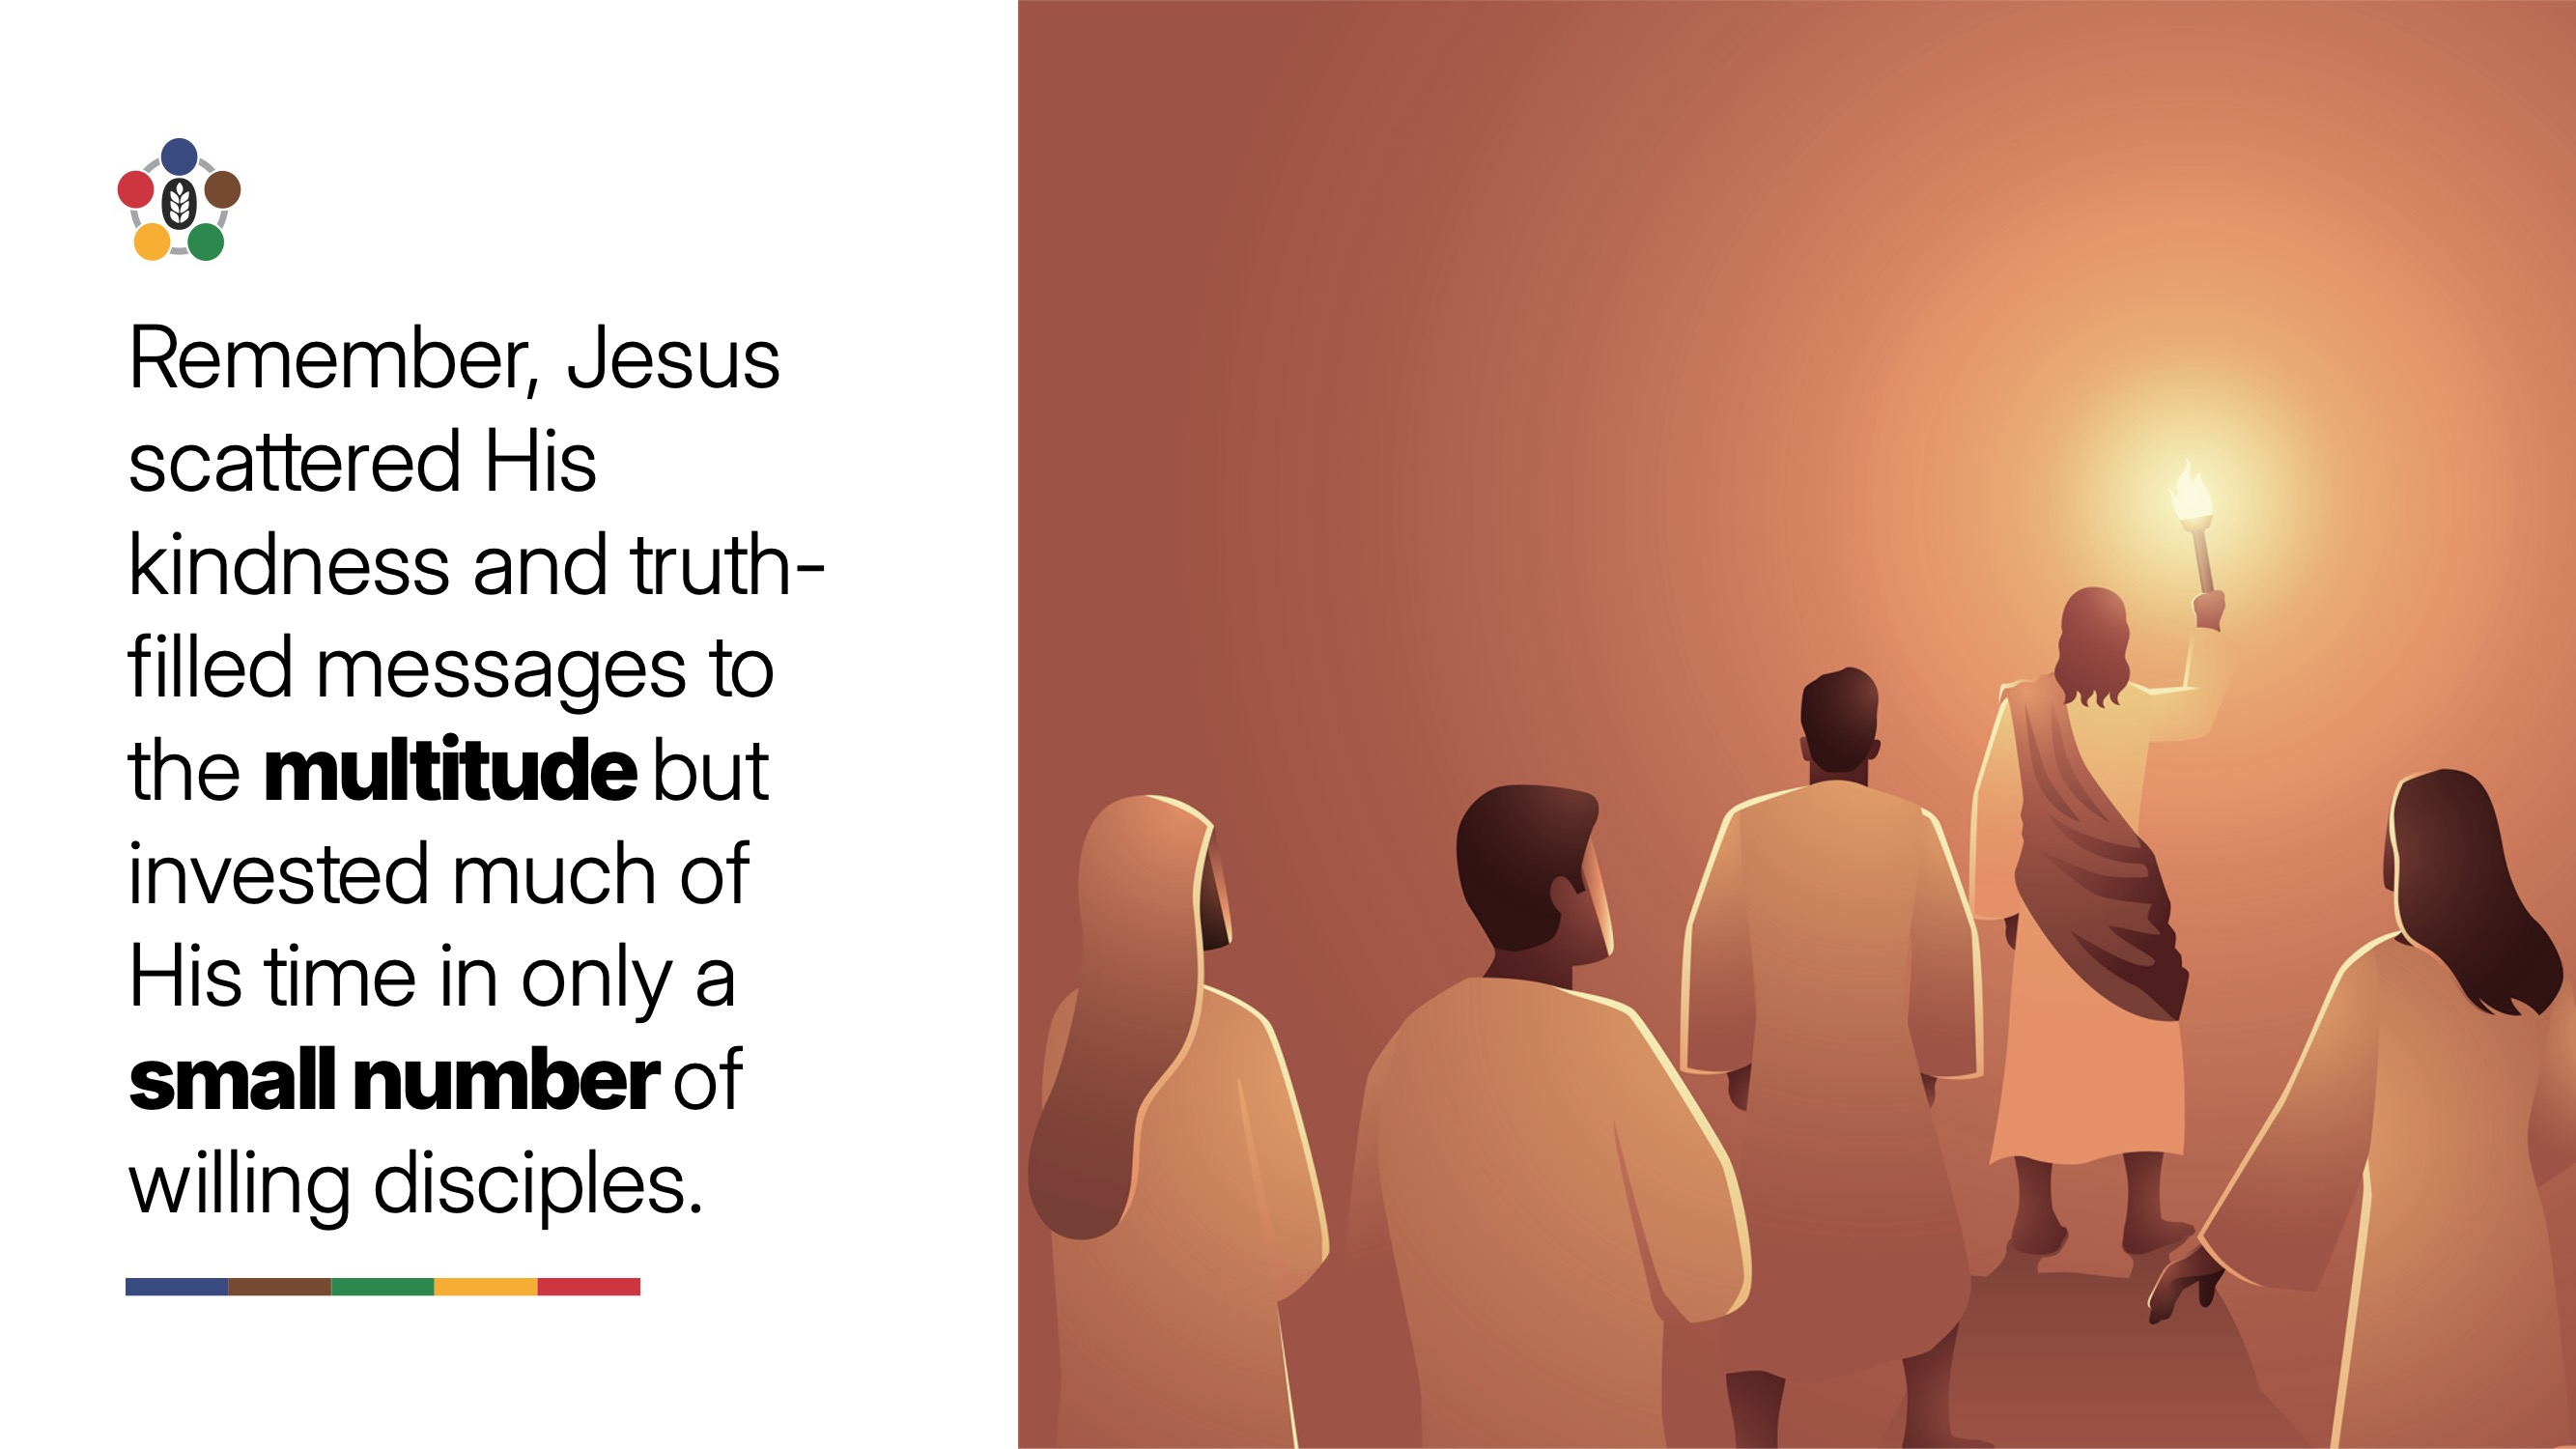 Remember, Jesus
scattered His
kindness and truth-
filled messages to
the multitude but
invested much of
His time in only a
small number of
willing disciples.